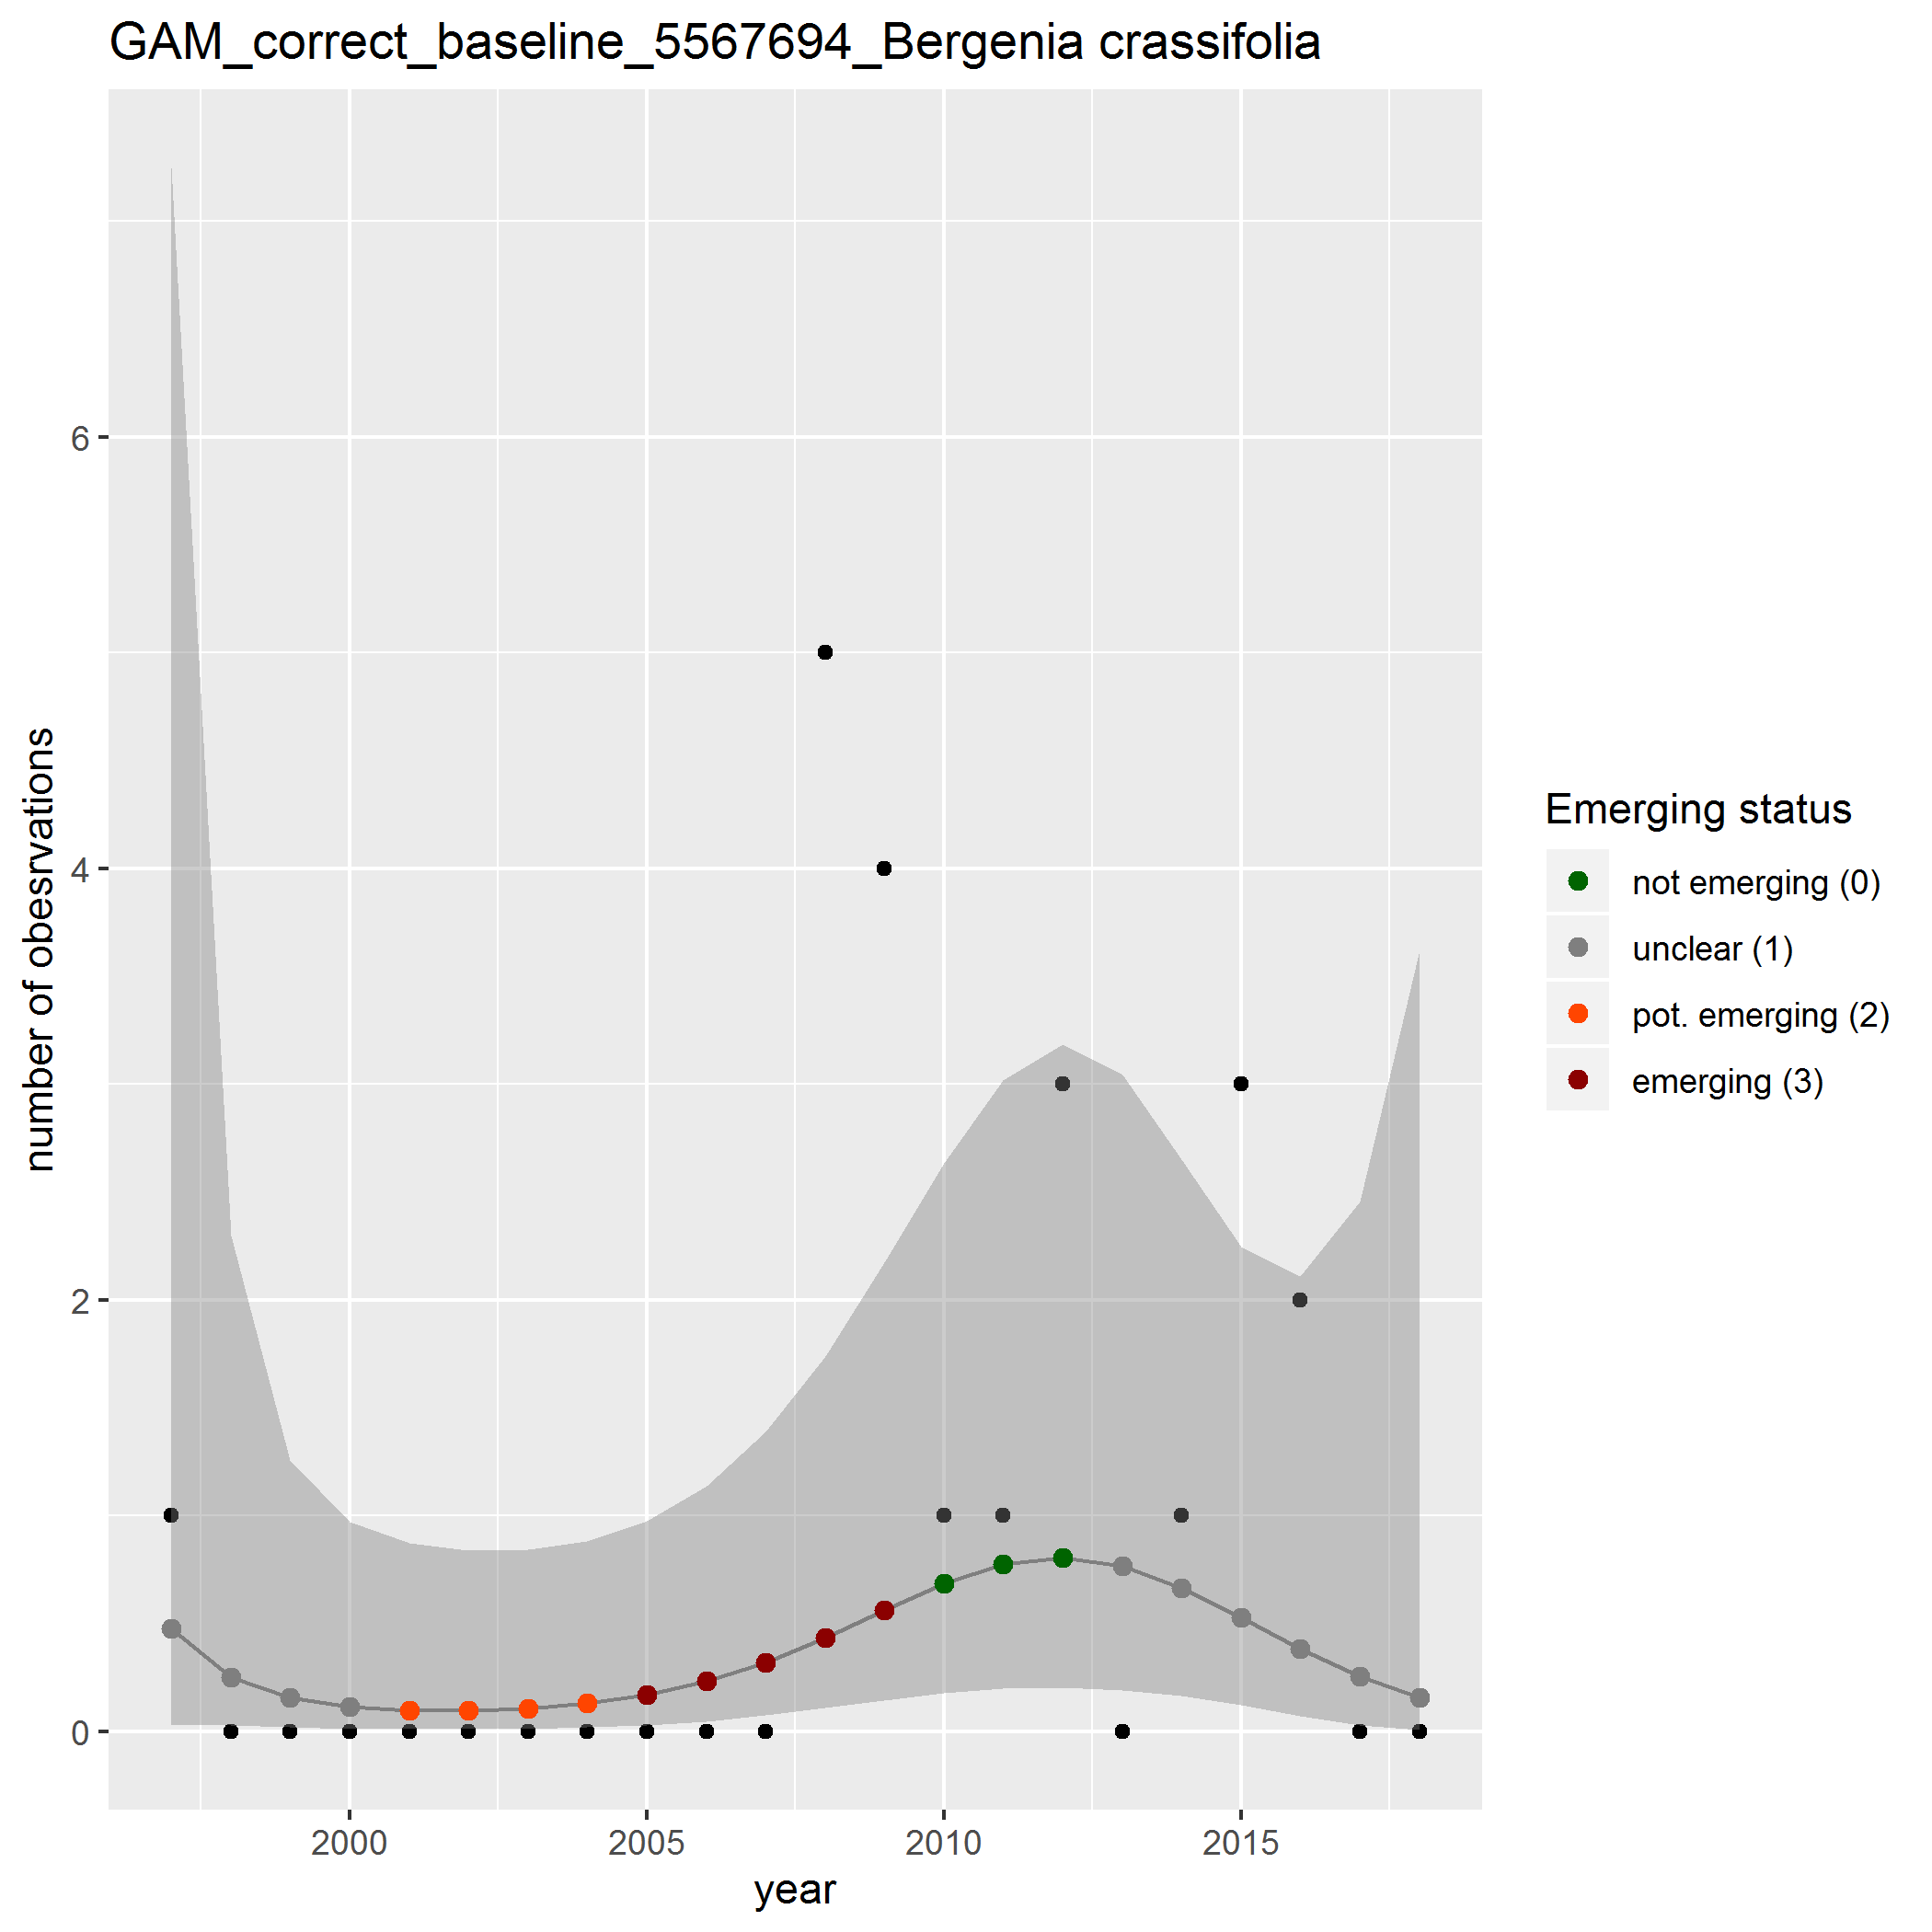 GAM_correct_baseline_5567694_Bergenia crassifolia
number of obesrvations
6
4
2
0
2000
2005
2010
2015
year
Emerging status
not emerging (0)
unclear (1)
pot. emerging (2)
emerging (3)